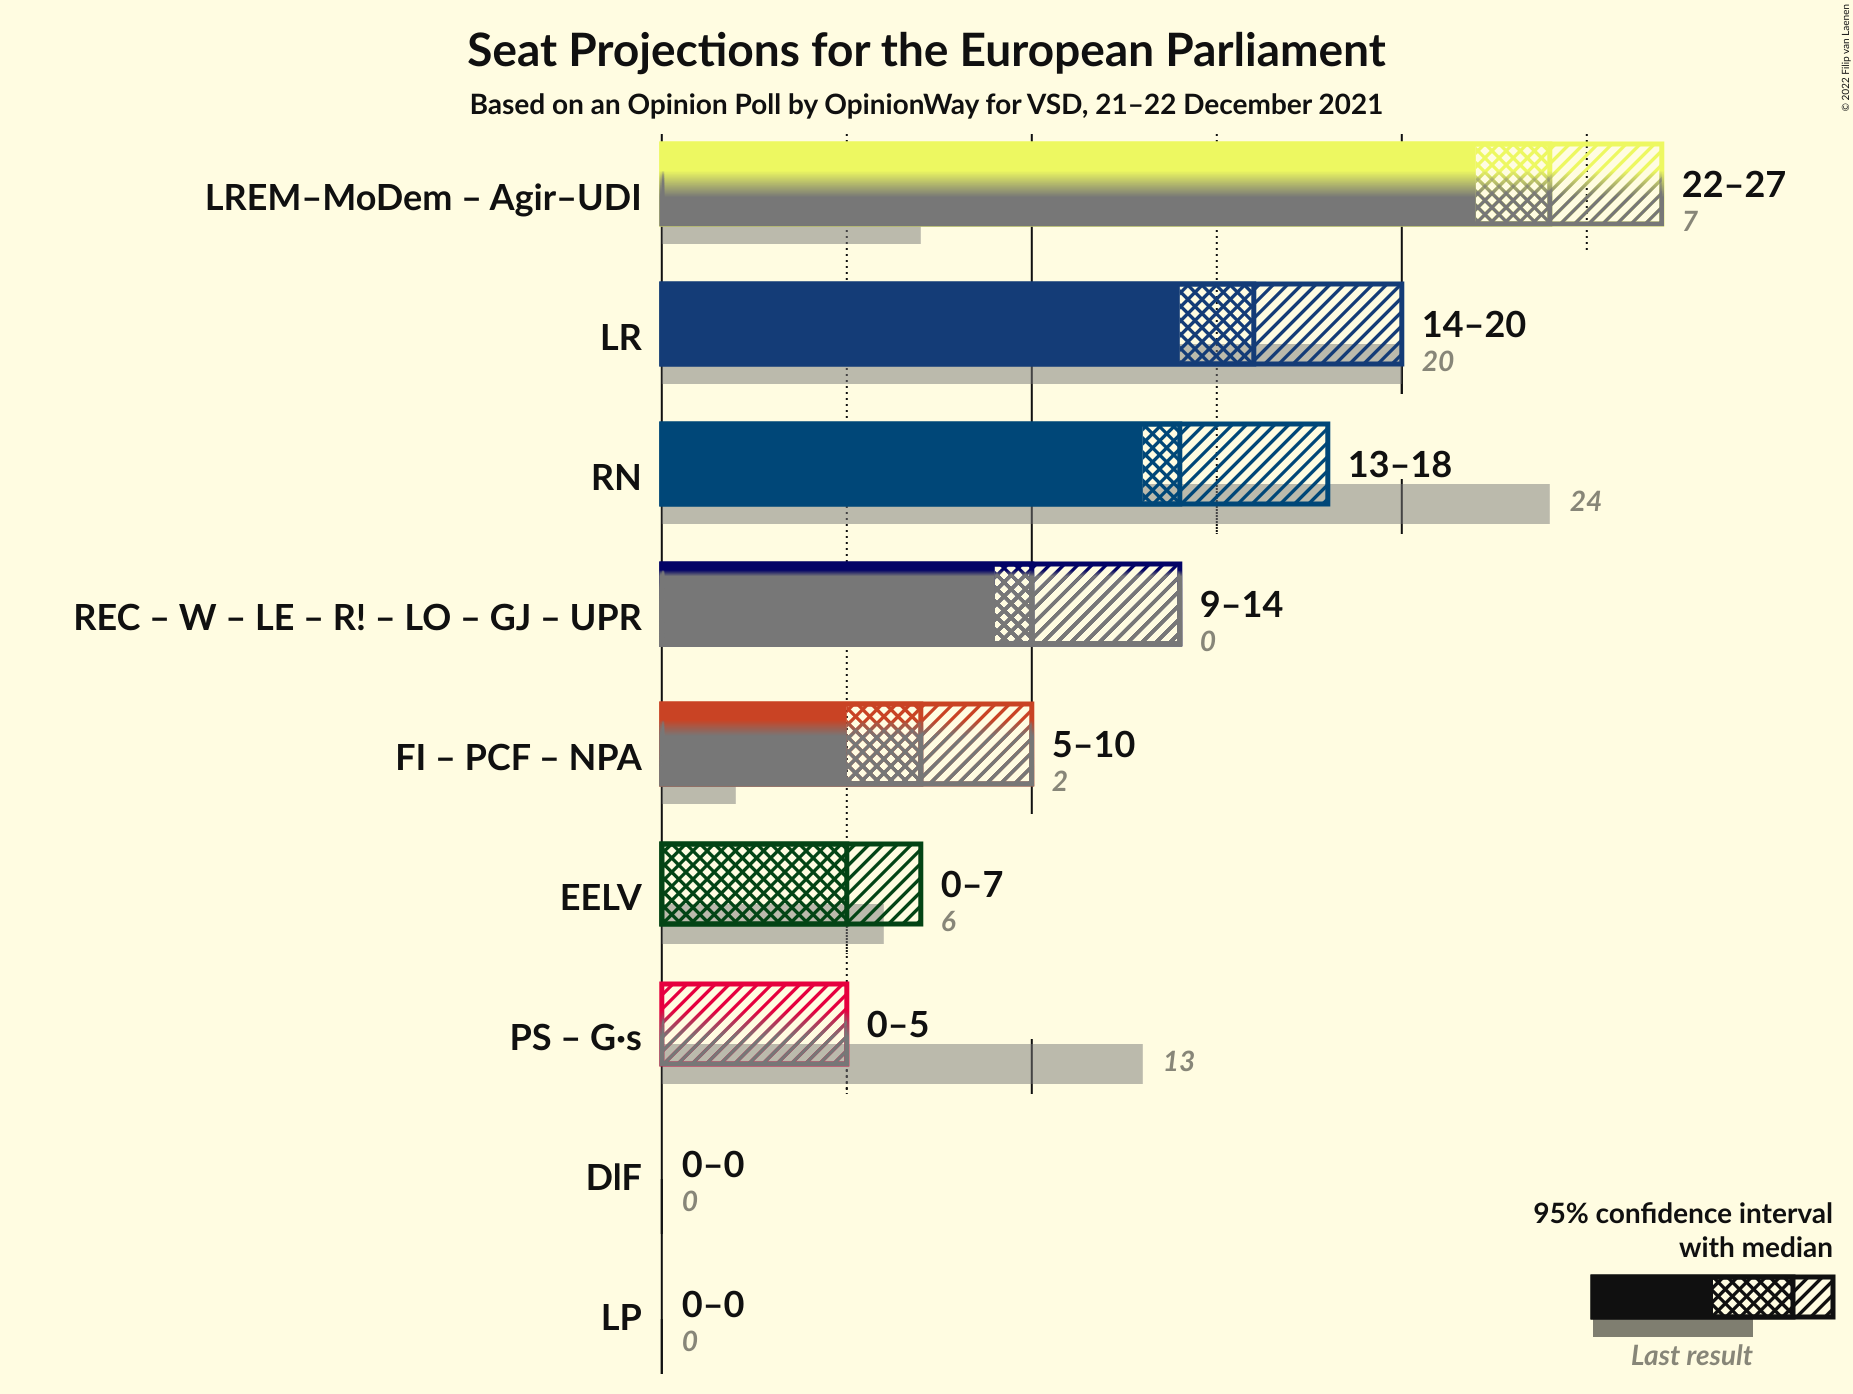 Seat Projections for the European Parliament
Based on an Opinion Poll by OpinionWay for VSD, 21–22 December 2021
© 2022 Filip van Laenen
LREM–MoDem – Agir–UDI
22–27
7
LR
14–20
20
RN
13–18
24
REC – W – LE – R! – LO – GJ – UPR
9–14
0
FI – PCF – NPA
5–10
2
EELV
0–7
6
PS – G·s
0–5
13
DlF
0–0
0
LP
0–0
0
95% confidence interval
with median
Last result